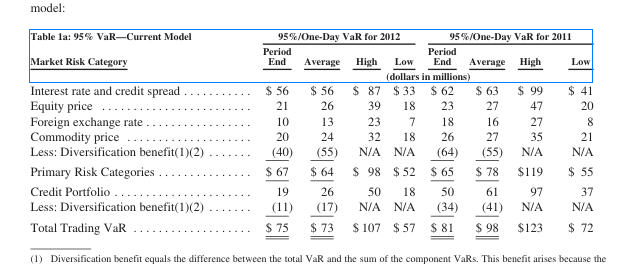 model:
Table 1a: 95% VaR—Current Model 95%/One-Day VaR for 2012 95%/One-Day VaR for 2011
Market Risk Category Period End Average High Low Period End Average High Low
(dollars in millions)
Interest rate and credit spread . . . . . . . . . . . $ 56 $ 56 $ 87 $ 33 $ 62 $ 63 $ 99 $ 41
Equity price . . . . . . . . . . . . . . . . . . . . . . . . 21 26 39 18 23 27 47 20
Foreign exchange rate . . . . . . . . . . . . . . . . . 10 13 23 7 18 16 27 8
Commodity price . . . . . . . . . . . . . . . . . . . . 20 24 32 18 26 27 35 21
Less: Diversification benefit(1)(2) . . . . . . . (40) (55) N/A N/A (64) (55) N/A N/A
Primary Risk Categories . . . . . . . . . . . . . . . $ 67 $ 64 $ 98 $ 52 $ 65 $ 78 $119 $ 55
Credit Portfolio . . . . . . . . . . . . . . . . . . . . . . 19 26 50 18 50 61 97 37
Less: Diversification benefit(1)(2) . . . . . . . (11) (17) N/A N/A (34) (41) N/A N/A
Total Trading VaR . . . . . . . . . . . . . . . . . . . $ 75 $ 73 $ 107 $ 57 $ 81 $ 98 $123 $ 72
(1) Diversification benefit equals the difference between the total VaR and the sum of the component VaRs. This benefit arises because the